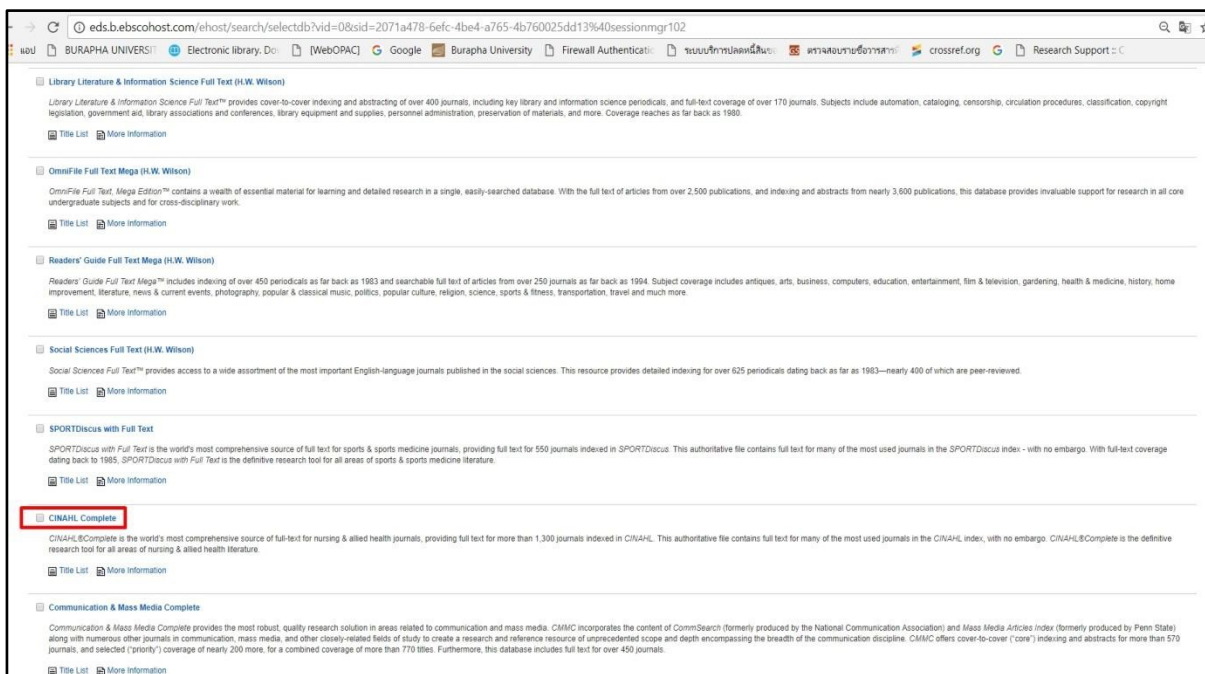 eds.b.ebscohost.com/ehost/search/selectdb?vid=0&sid=2071a478-6efc-4be4-a765-4b760025dd13%40sessionmgr102
แอป BURAPHA UNIVERSIT Electronic library. Do [WebOPAC] Google Burapha University Firewall Authenticatio ระบบบริการปลดหนี้สินขอ ตรวจสอบรายชื่อวารสาร crossref.org Research Support :: C
Library Literature & Information Science Full Text (H.W. Wilson)
Library Literature & Information Science Full Text™ provides cover-to-cover indexing and abstracting of over 400 journals, including key library and information science periodicals, and full-text coverage of over 170 journals. Subjects include automation, cataloging, censorship, circulation procedures, classification, copyright
legislation, government aid, library associations and conferences, library equipment and supplies, personnel administration, preservation of materials, and more. Coverage reaches as far back as 1980.
Title List More Information
OmniFile Full Text Mega (H.W. Wilson)
OmniFile Full Text, Mega Edition™ contains a wealth of essential material for learning and detailed research in a single, easily-searched database. With the full text of articles from over 2,500 publications, and indexing and abstracts from nearly 3,600 publications, this database provides invaluable support for research in all core
undergraduate subjects and for cross-disciplinary work.
Title List More Information
Readers' Guide Full Text Mega (H.W. Wilson)
Readers' Guide Full Text Mega™ includes indexing of over 450 periodicals as far back as 1983 and searchable full text of articles from over 250 journals as far back as 1994. Subject coverage includes antiques, arts, business, computers, education, entertainment, film & television, gardening, health & medicine, history, home
improvement, literature, news & current events, photography, popular & classical music, politics, popular culture, religion, science, sports & fitness, transportation, travel and much more.
Title List More Information
Social Sciences Full Text (H.W. Wilson)
Social Sciences Full Text™ provides access to a wide assortment of the most important English-language journals published in the social sciences. This resource provides detailed indexing for over 625 periodicals dating back as far as 1983—nearly 400 of which are peer-reviewed.
Title List More Information
SPORTDiscus with Full Text
SPORTDiscus with Full Text is the world's most comprehensive source of full text for sports & sports medicine journals, providing full text for 550 journals indexed in SPORTDiscus. This authoritative file contains full text for many of the most used journals in the SPORTDiscus index - with no embargo. With full-text coverage
dating back to 1985, SPORTDiscus with Full Text is the definitive research tool for all areas of sports & sports medicine literature.
Title List More Information
CINAHL Complete
CINAHL®Complete is the world's most comprehensive source of full-text for nursing & allied health journals, providing full text for more than 1,300 journals indexed in CINAHL. This authoritative file contains full text for many of the most used journals in the CINAHL index, with no embargo. CINAHL®Complete is the definitive
research tool for all areas of nursing & allied health literature.
Title List More Information
Communication & Mass Media Complete
Communication & Mass Media Complete provides the most robust, quality research solution in areas related to communication and mass media. CMMC incorporates the content of CommSearch (formerly produced by the National Communication Association) and Mass Media Articles Index (formerly produced by Penn State)
along with numerous other journals in communication, mass media, and other closely-related fields of study to create a research and reference resource of unprecedented scope and depth encompassing the breadth of the communication discipline. CMMC offers cover-to-cover ("core") indexing and abstracts for more than 570
journals, and selected ("priority") coverage of nearly 200 more, for a combined coverage of more than 770 titles. Furthermore, this database includes full text for over 450 journals.
Title List More Information